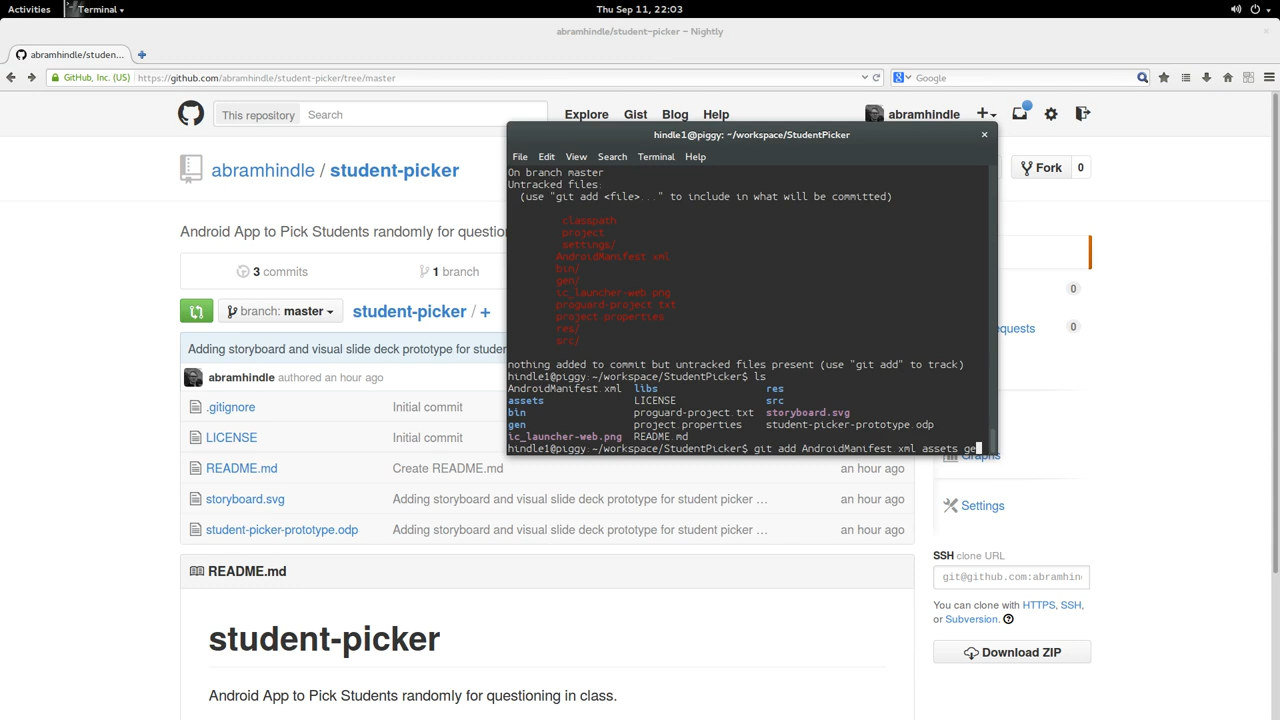 Activities
Terminal
Thu Sep 11, 22:03
abramhindle/student-picker – Nightly
abramhindle/studen...
GitHub, Inc. (US)
https://github.com/abramhindle/student-picker/tree/master
Google
This repository
Search
Explore
Gist
Blog
Help
abramhindle
abramhindle / student-picker
Fork
0
Android App to Pick Students randomly for question
3 commits
1 branch
branch: master
student-picker / +
Adding storyboard and visual slide deck prototype for studen
abramhindle authored an hour ago
.gitignore
Initial commit
LICENSE
Initial commit
README.md
Create README.md
an hour ago
storyboard.svg
Adding storyboard and visual slide deck prototype for student picker …
an hour ago
student-picker-prototype.odp
Adding storyboard and visual slide deck prototype for student picker …
an hour ago
README.md
student-picker
Android App to Pick Students randomly for questioning in class.
hindle1@piggy: ~/workspace/StudentPicker
File Edit View Search Terminal Help
On branch master
Untracked files:
(use "git add <file>..." to include in what will be committed)
.classpath
.project
.settings/
AndroidManifest.xml
bin/
gen/
ic_launcher-web.png
proguard-project.txt
project.properties
res/
src/
nothing added to commit but untracked files present (use "git add" to track)
hindle1@piggy:~/workspace/StudentPicker$ ls
AndroidManifest.xml libs res
assets LICENSE src
bin proguard-project.txt storyboard.svg
gen project.properties student-picker-prototype.odp
ic_launcher-web.png README.md
hindle1@piggy:~/workspace/StudentPicker$ git add AndroidManifest.xml assets ge
0
equests
0
Graphs
Settings
SSH clone URL
git@github.com:abramhin
You can clone with HTTPS, SSH,
or Subversion.
Download ZIP